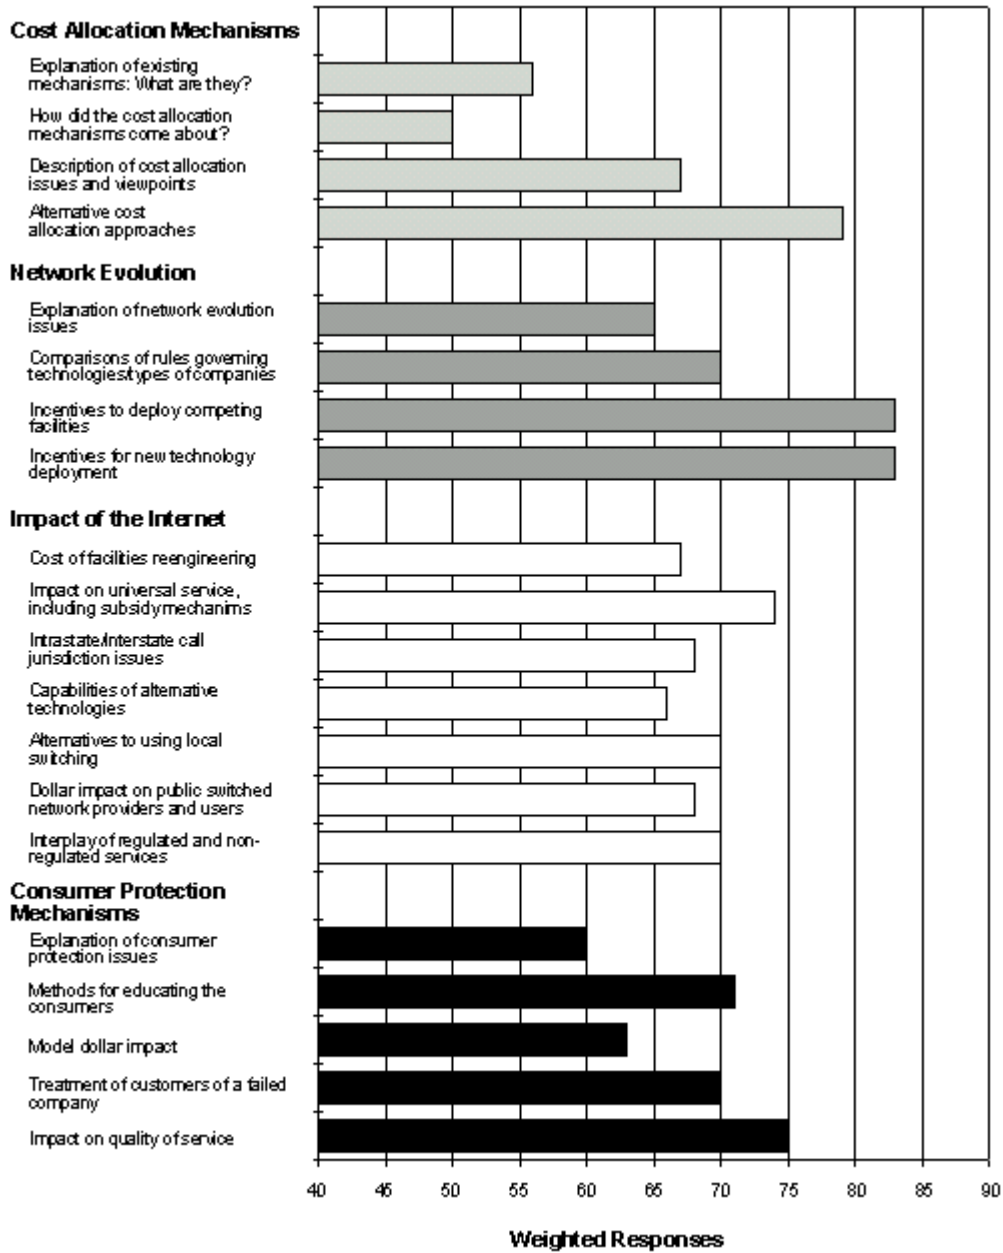 Cost Allocation Mechanisms
Explanation of existing
mechanisms: What are they?
How did the cost allocation
mechanisms come about?
Description of cost allocation
issues and viewpoints
Alternative cost
allocation approaches
Network Evolution
Explanation of network evolution
issues
Comparisons of rules governing
technologies/types of companies
Incentives to deploy competing
facilities
Incentives for new technology
deployment
Impact of the Internet
Cost of facilities reengineering
Impact on universal service,
including subsidy mechanims
Intrastate/interstate call
jurisdiction issues
Capabilities of alternative
technologies
Alternatives to using local
switching
Dollar impact on public switched
network providers and users
Interplay of regulated and non-
regulated services
Consumer Protection
Mechanisms
Explanation of consumer
protection issues
Methods for educating the
consumers
Model dollar impact
Treatment of customers of a failed
company
Impact on quality of service
40 45 50 55 60 65 70 75 80 85 90
Weighted Responses